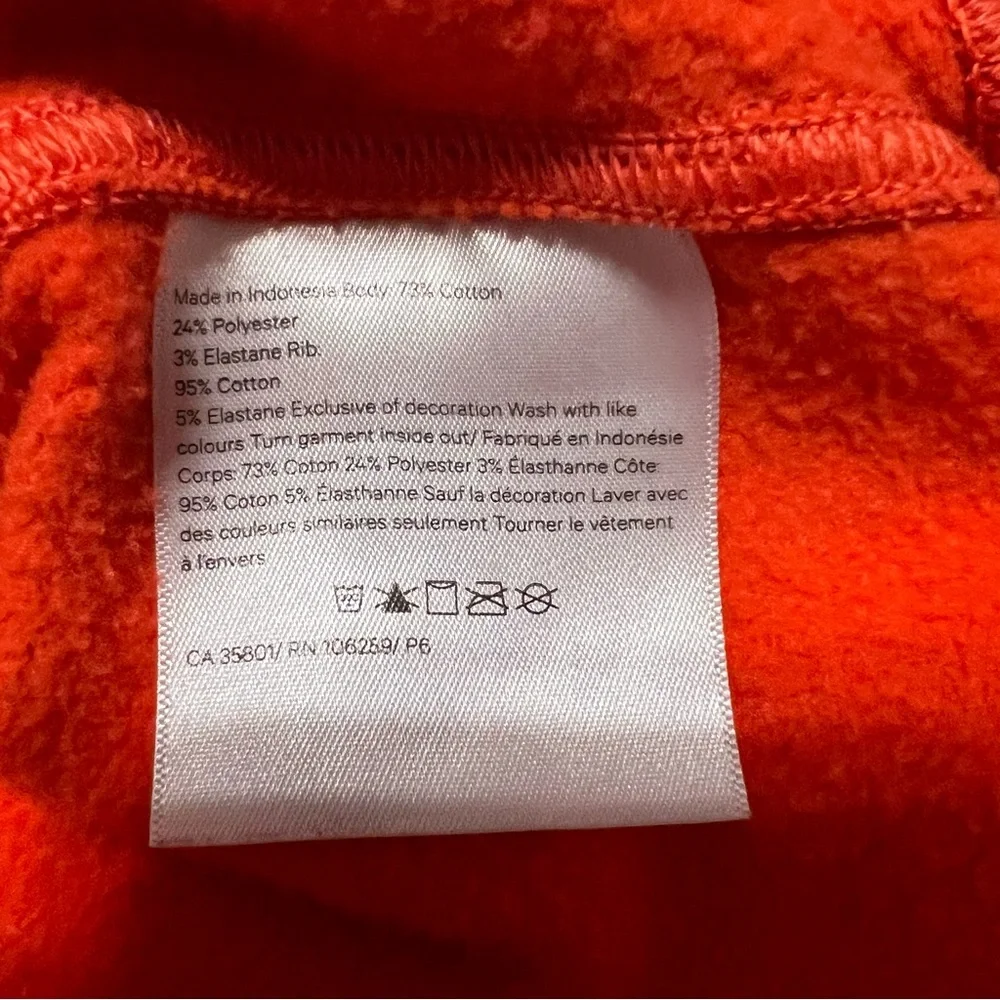 Made in Indonesia Body: 73% Cotton
24% Polyester
3% Elastane Rib:
95% Cotton
5% Elastane Exclusive of decoration Wash with like
colours Turn garment inside out/ Fabriqué en Indonésie
Corps: 73% Coton 24% Polyester 3% Élasthanne Côte:
95% Coton 5% Élasthanne Sauf la décoration Laver avec
des couleurs similaires seulement Tourner le vêtement
à l'envers
CA 35801/ RN 106259/ P6